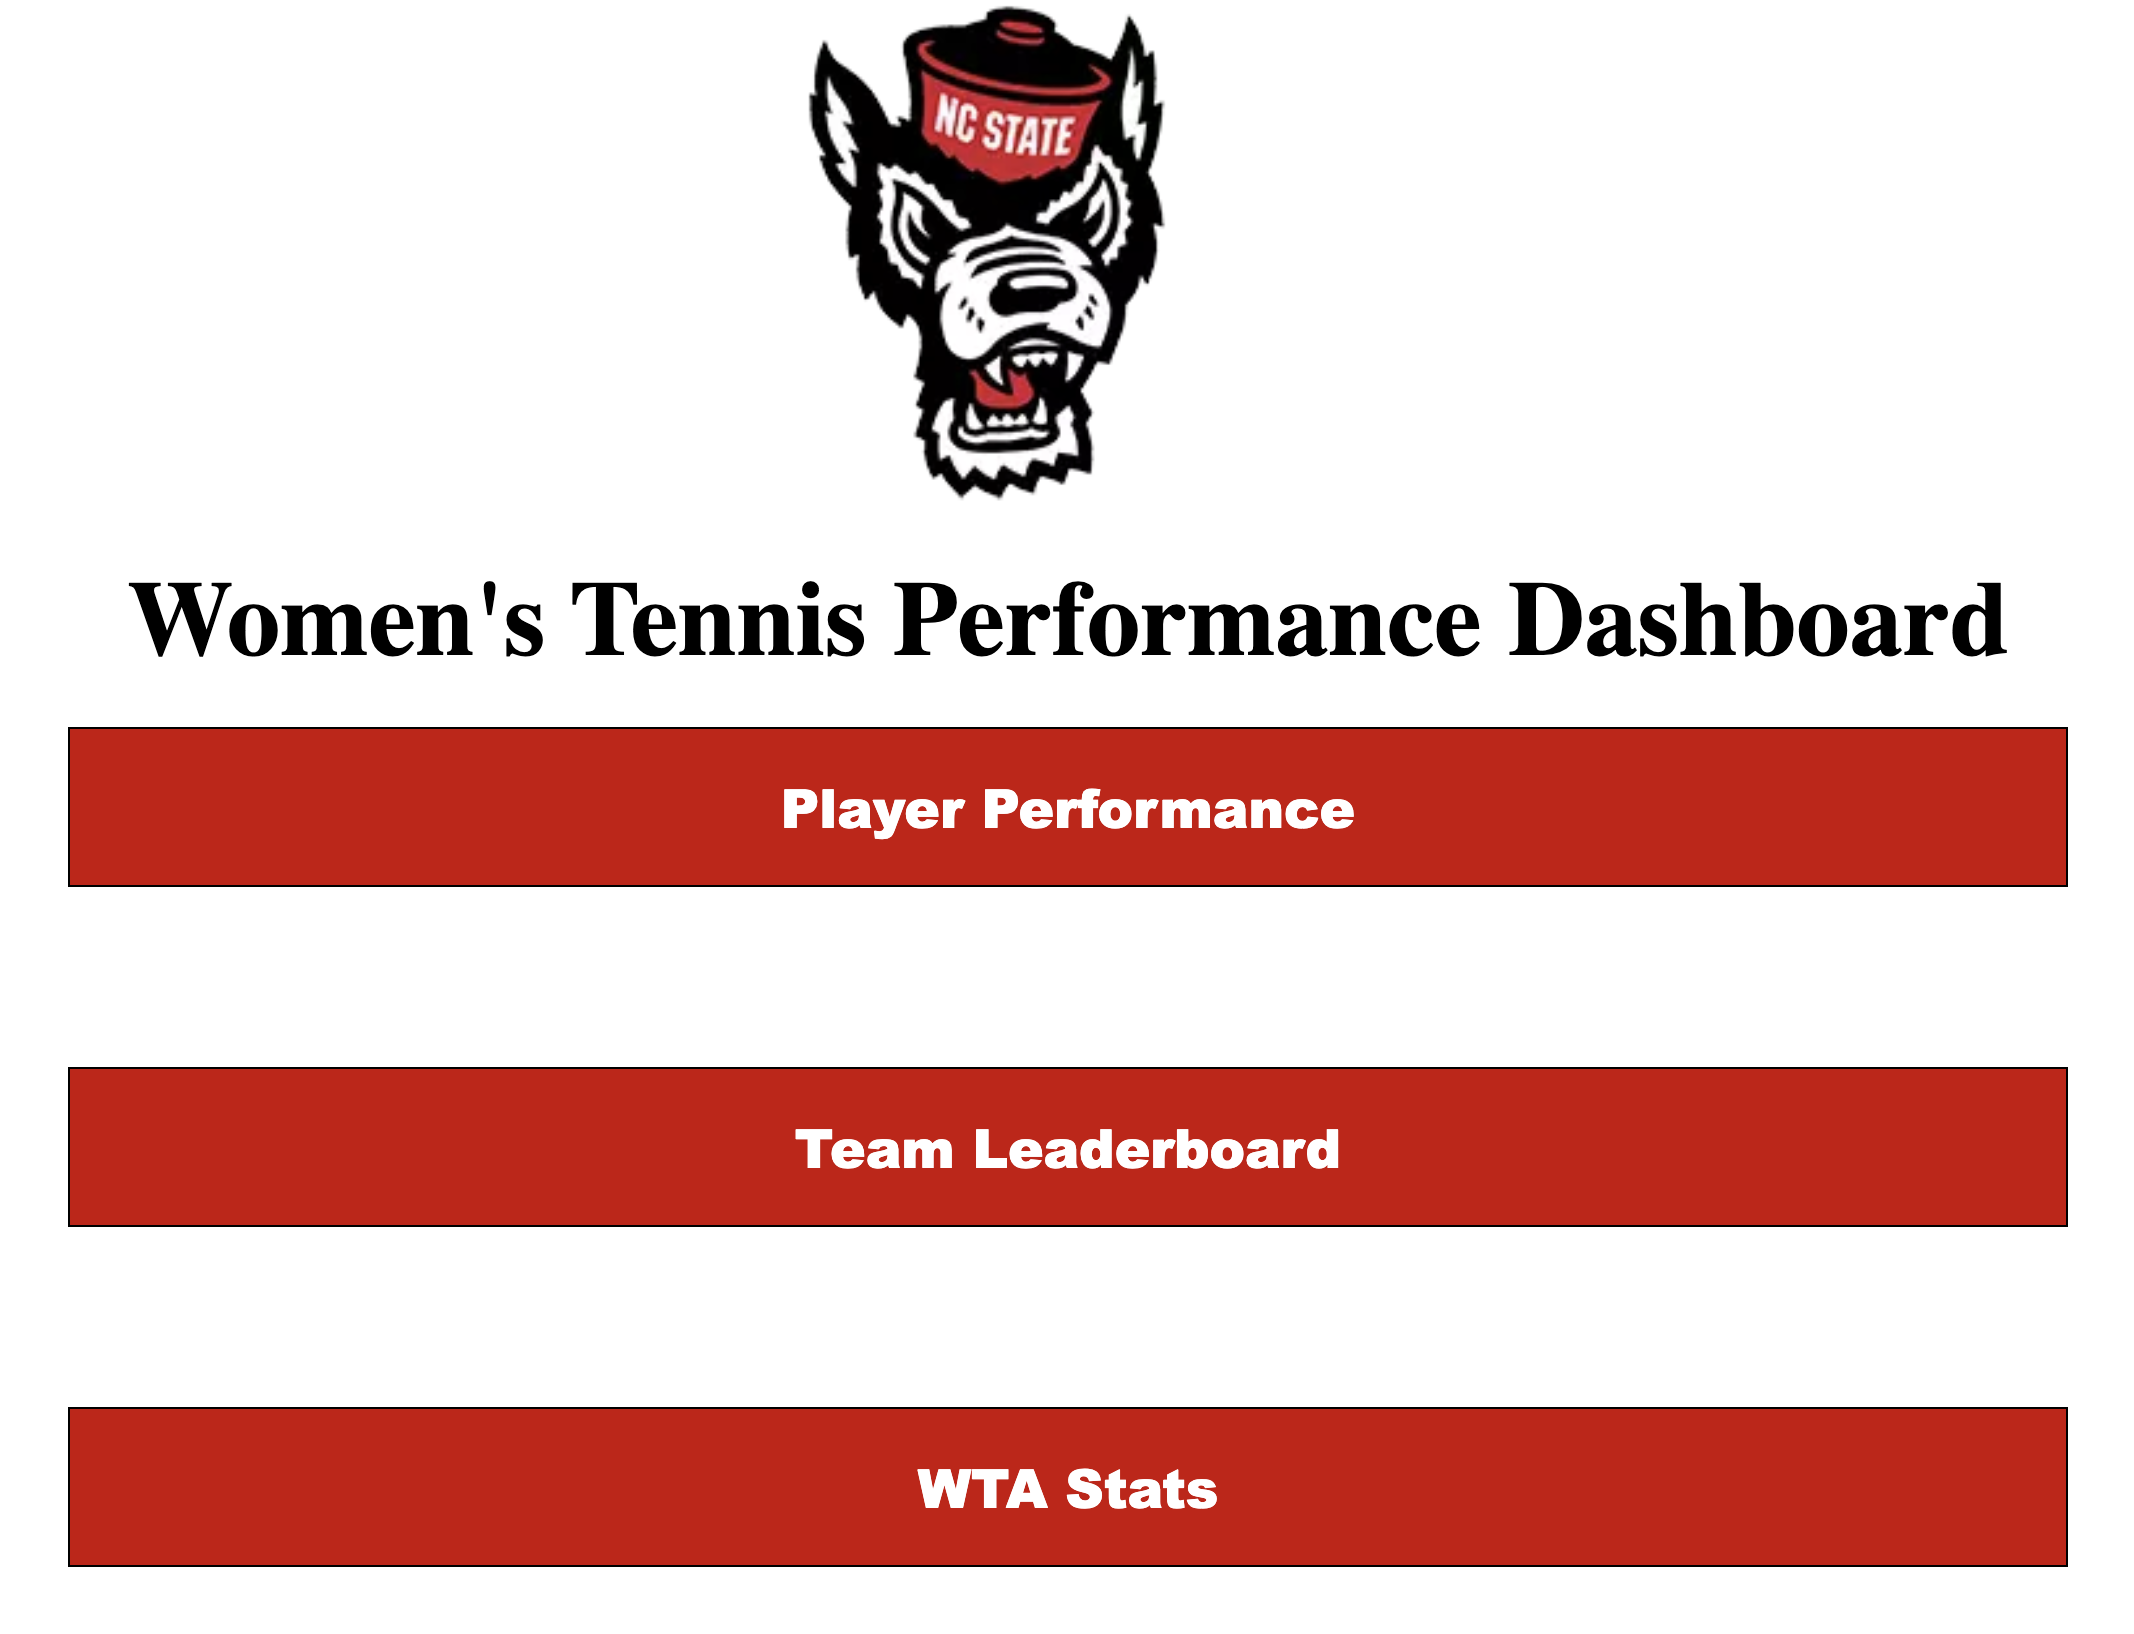 NC STATE
Women's Tennis Performance Dashboard
Player Performance
Team Leaderboard
WTA Stats